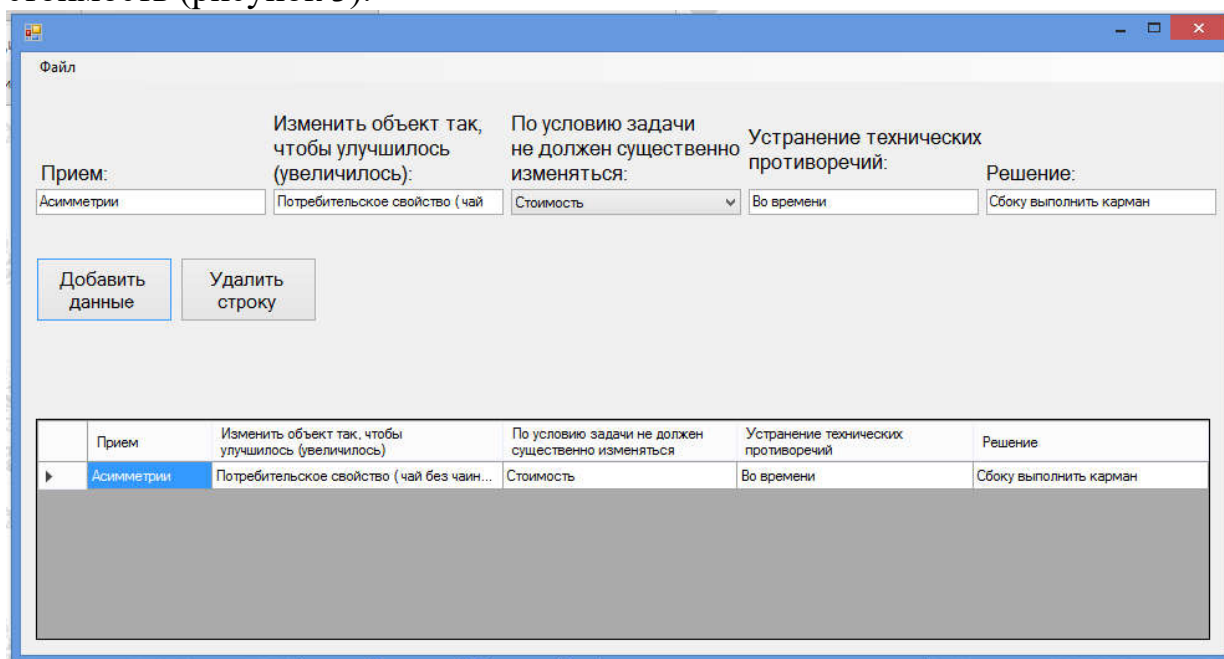 (рисунок 3).
Файл
Прием:
Изменить объект так,
чтобы улучшилось
(увеличилось):
По условию задачи
не должен существенно
изменяться:
Устранение технических
противоречий:
Решение:
Асимметрии
Потребительское свойство ( чай
Стоимость
Во времени
Сбоку выполнить карман
Добавить
данные
Удалить
строку
Прием
Изменить объект так, чтобы
улучшилось (увеличилось)
По условию задачи не должен
существенно изменяться
Устранение технических
противоречий
Решение
Асимметрии
Потребительское свойство ( чай без чаин...
Стоимость
Во времени
Сбоку выполнить карман